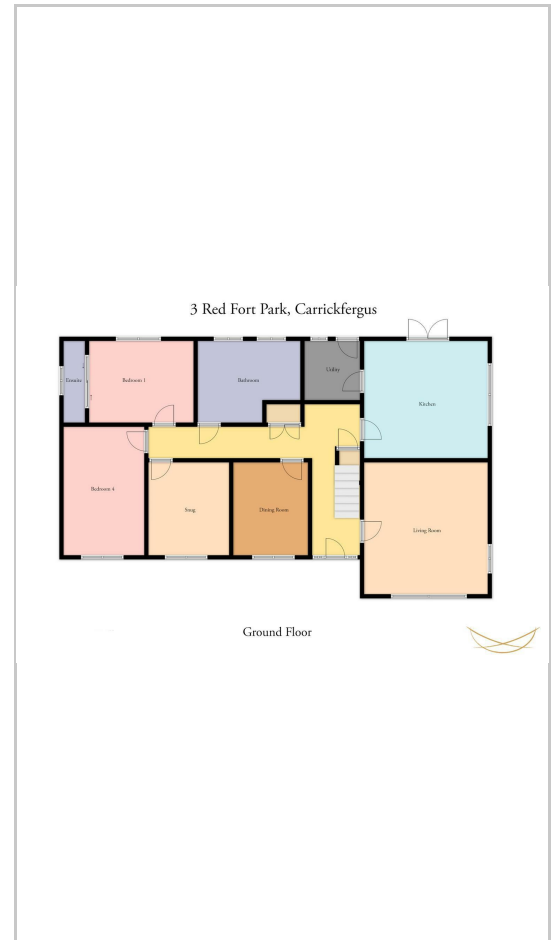 3 Red Fort Park, Carrickfergus
Ensuite
Bedroom 1
Bathroom
Utility
Kitchen
Bedroom 4
Snug
Dining Room
Living Room
Ground Floor